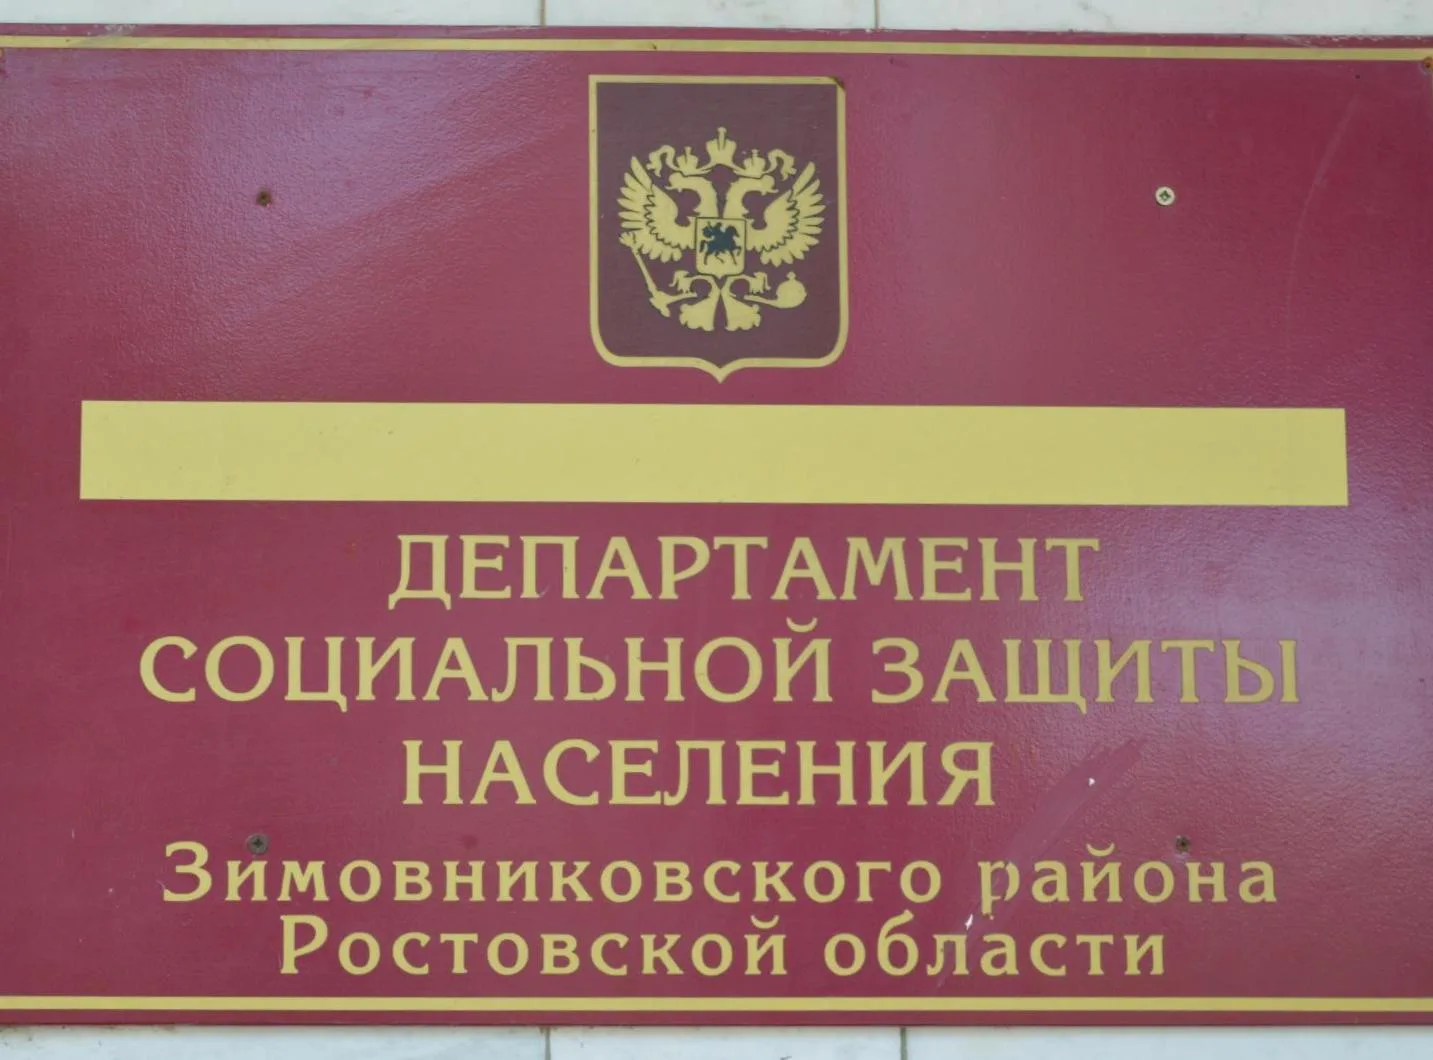 ДЕПАРТАМЕНТ
СОЦИАЛЬНОЙ ЗАЩИТЫ
НАСЕЛЕНИЯ
Зимовниковского района
Ростовской области